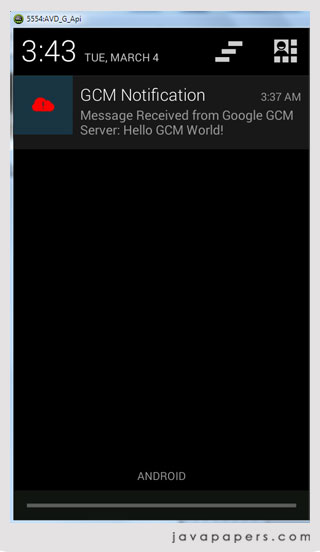 5554:AVD_G_Api
3:43 TUE, MARCH 4
GCM Notification 3:37 AM
Message Received from Google GCM
Server: Hello GCM World!
ANDROID
javapapers.com